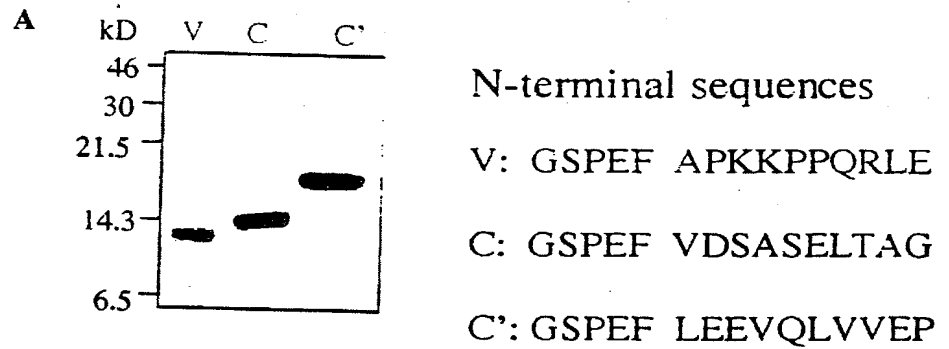 A
kD V C C'
46
30
21.5
14.3
6.5
N-terminal sequences
V: GSPEF APKKPPQRLE
C: GSPEF VDSASELTAG
C': GSPEF LEEVQLVVEP